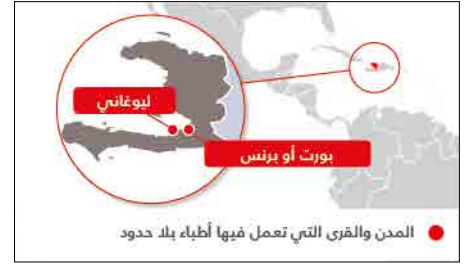 ليوغاني
بورت أو برنس
المدن والقرى التي تعمل فيها أطباء بلا حدود